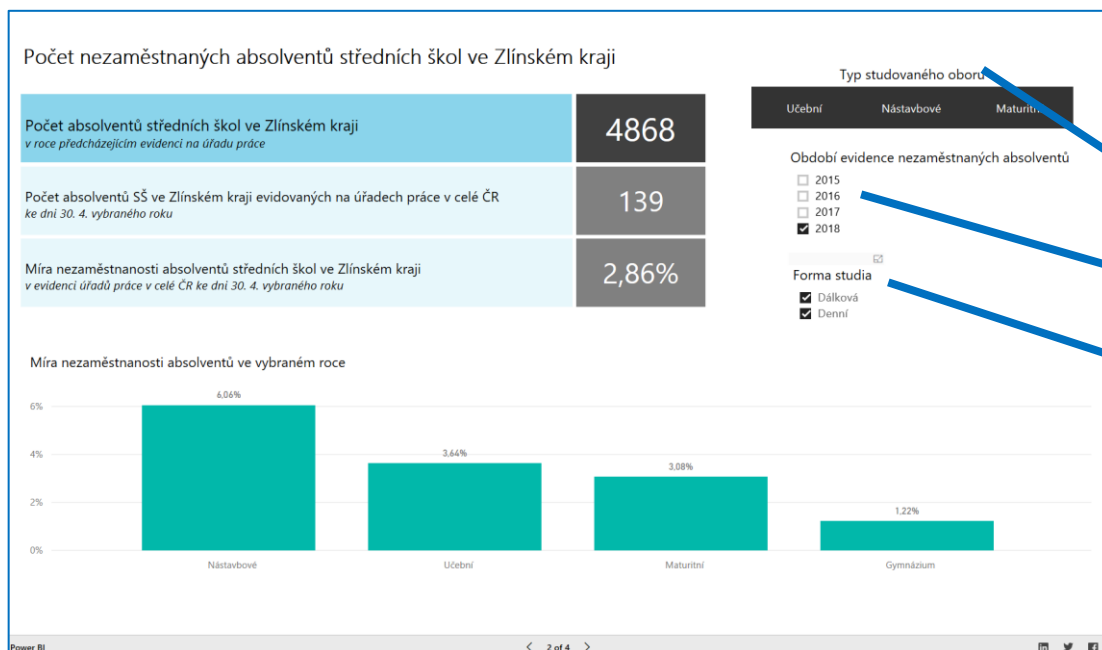 Počet nezaměstnaných absolventů středních škol ve Zlínském kraji
Typ studovaného oboru
Učební Nástavbové
Počet absolventů středních škol ve Zlínském kraji
v roce předcházejícím evidenci na úřadu práce
4868
Období evidence nezaměstnaných absolventů
2015
2016
2017
2018
Počet absolventů SŠ ve Zlínském kraji evidovaných na úřadech práce v celé ČR
ke dni 30. 4. vybraného roku
139
Forma studia
Dálková
Denní
Míra nezaměstnanosti absolventů středních škol ve Zlínském kraji
v evidenci úřadů práce v celé ČR ke dni 30. 4. vybraného roku
2,86%
Míra nezaměstnanosti absolventů ve vybraném roce
6%
4%
2%
0%
6,06%
3,64%
3,08%
1,22%
Nástavbové Učební Maturitní Gymnázium
Power BI
2 of 4